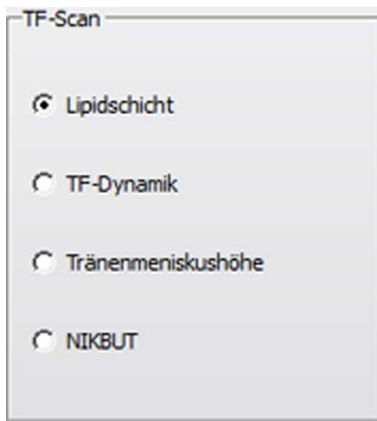 TF-Scan
Lipidschicht
TF-Dynamik
Tränenmeniskushöhe
NIKBUT